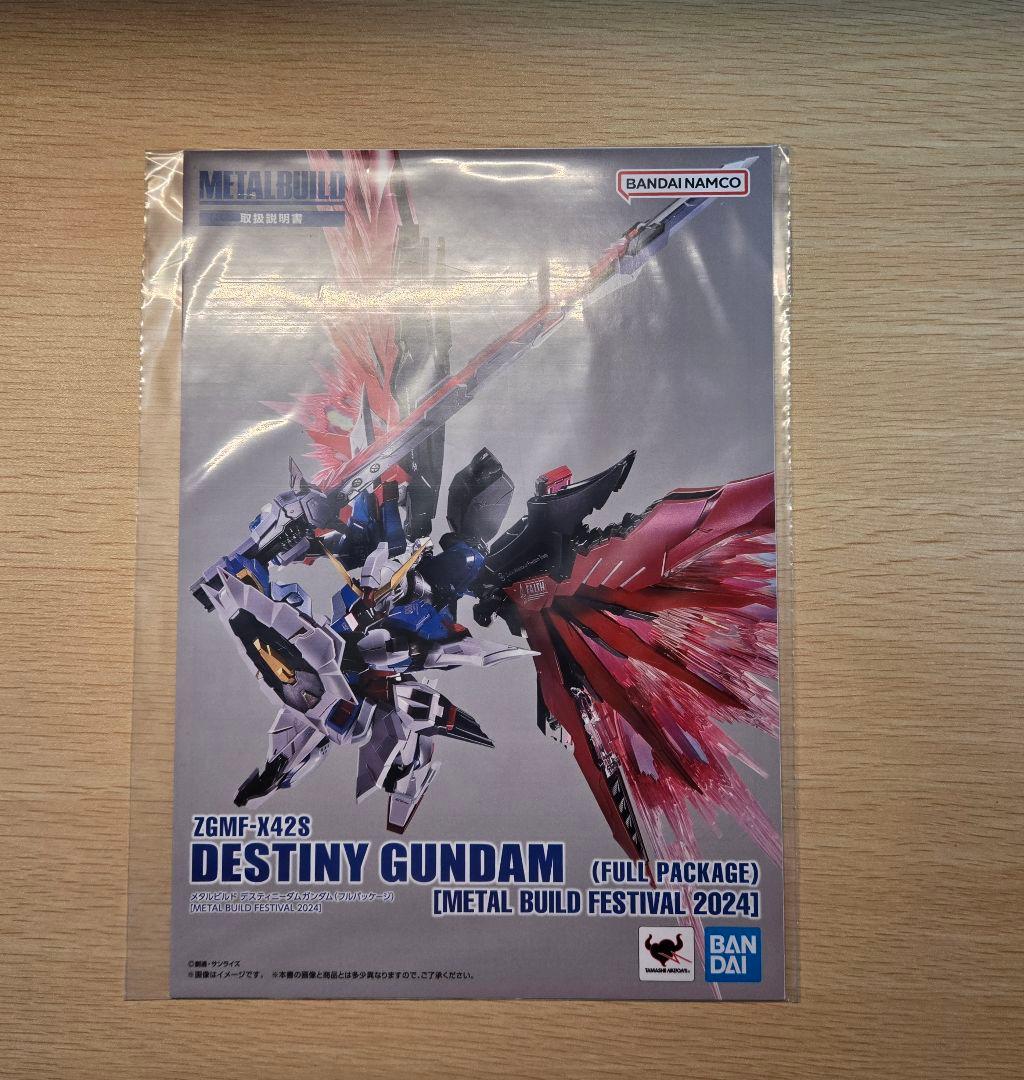 METAL BUILD
取扱説明書
BANDAI NAMCO
FAITH
ZGMF-X42S
DESTINY GUNDAM (FULL PACKAGE)
[METAL BUILD FESTIVAL 2024]
メタルビルド デスティニーガンダム(フルパッケージ)
[METAL BUILD FESTIVAL 2024]
TAMASHII NATIONS
BAN
DAI
©創通・サンライズ
※画像はイメージです。 ※本書の画像と商品とは多少異なりますので、ご了承ください。